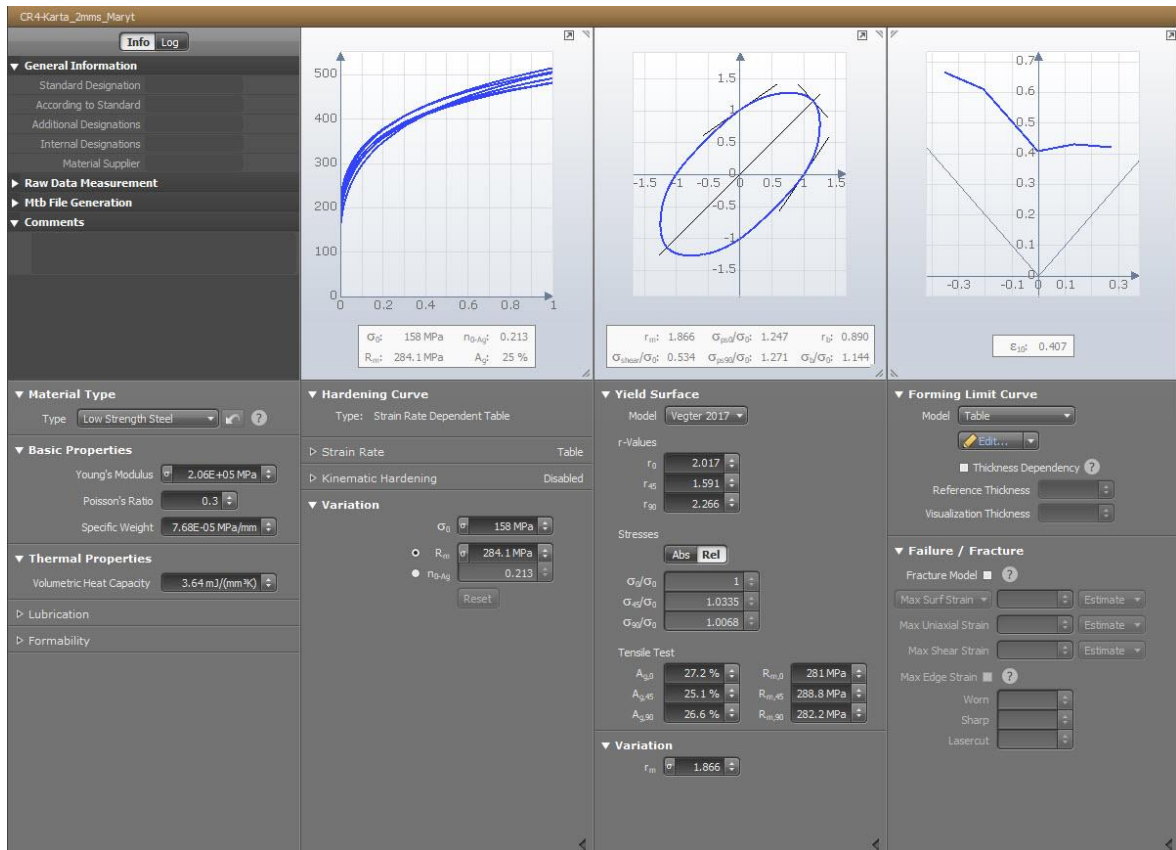 CR4-Karta_2mms_Maryt
Info Log
General Information
Standard Designation
According to Standard
Additional Designations
Internal Designations
Material Supplier
Raw Data Measurement
Mtb File Generation
Comments
500
400
300
200
100
0
0 0.2 0.4 0.6 0.8 1
σ₀: 158 MPa n₀₋Ag: 0.213
Rₘ: 284.1 MPa Ag: 25 %
1.5
1
0.5
0
-1.5 -1 -0.5 0 0.5 1 1.5
-1
-1.5
rₘ: 1.866 σps0/σ₀: 1.247 rb: 0.890
σshear/σ₀: 0.534 σps90/σ₀: 1.271 σb/σ₀: 1.144
0.7
0.6
0.5
0.4
0.3
0.2
0.1
0
-0.3 -0.1 0 0.1 0.3
ε₁₀: 0.407
Material Type
Type Low Strength Steel ?
Basic Properties
Young's Modulus σ 2.06E+05 MPa
Poisson's Ratio 0.3
Specific Weight 7.68E-05 MPa/mm
Thermal Properties
Volumetric Heat Capacity 3.64 mJ/(mm³K)
Lubrication
Formability
Hardening Curve
Type: Strain Rate Dependent Table
Strain Rate Table
Kinematic Hardening Disabled
Variation
σ₀ σ 158 MPa
Rₘ σ 284.1 MPa
n₀₋Ag 0.213
Reset
Yield Surface
Model Vegter 2017
r-Values
r₀ 2.017
r₄₅ 1.591
r₉₀ 2.266
Stresses
Abs Rel
σ₀/σ₀ 1
σ₄₅/σ₀ 1.0335
σ₉₀/σ₀ 1.0068
Tensile Test
Ag,0 27.2 % Rm,0 281 MPa
Ag,45 25.1 % Rm,45 288.8 MPa
Ag,90 26.6 % Rm,90 282.2 MPa
Variation
rₘ σ 1.866
Forming Limit Curve
Model Table
Edit...
Thickness Dependency ?
Reference Thickness
Visualization Thickness
Failure / Fracture
Fracture Model ?
Max Surf Strain Estimate
Max Uniaxial Strain Estimate
Max Shear Strain Estimate
Max Edge Strain ?
Worn
Sharp
Lasercut